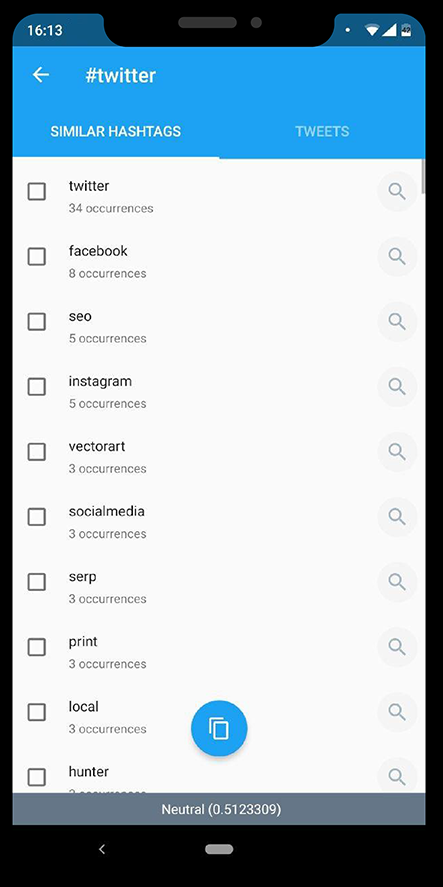 16:13
#twitter
SIMILAR HASHTAGS
TWEETS
twitter
34 occurrences
facebook
8 occurrences
seo
5 occurrences
instagram
5 occurrences
vectorart
3 occurrences
socialmedia
3 occurrences
serp
3 occurrences
print
3 occurrences
local
3 occurrences
hunter
Neutral (0.5123309)